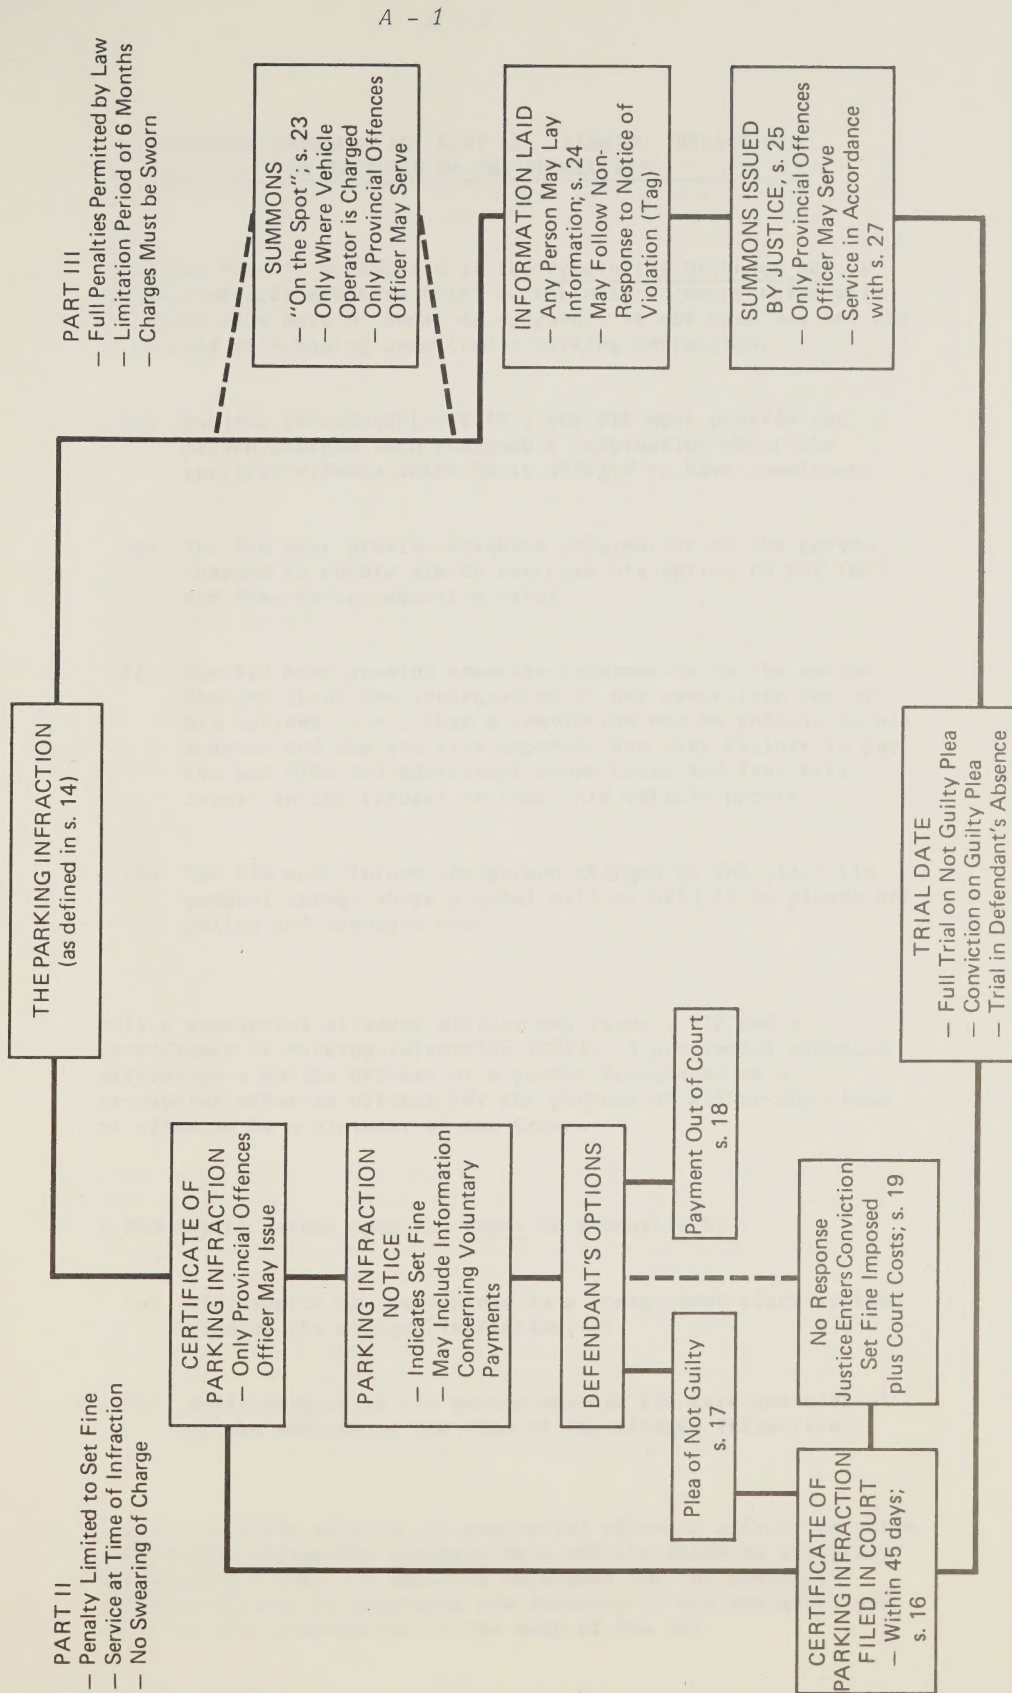 A - 1
THE PARKING INFRACTION
(as defined in s. 14)
PART II
— Penalty Limited to Set Fine
— Service at Time of Infraction
— No Swearing of Charge
PART III
— Full Penalties Permitted by Law
— Limitation Period of 6 Months
— Charges Must be Sworn
CERTIFICATE OF
PARKING INFRACTION
— Only Provincial Offences
Officer May Issue
PARKING INFRACTION
NOTICE
— Indicates Set Fine
— May Include Information
Concerning Voluntary
Payments
DEFENDANT'S OPTIONS
Plea of Not Guilty
s. 17
Payment Out of Court
s. 18
No Response
Justice Enters Conviction
Set Fine Imposed
plus Court Costs; s. 19
CERTIFICATE OF
PARKING INFRACTION
FILED IN COURT
— Within 45 days;
s. 16
SUMMONS
— "On the Spot"; s. 23
— Only Where Vehicle
Operator is Charged
— Only Provincial Offences
Officer May Serve
INFORMATION LAID
— Any Person May Lay
Information; s. 24
— May Follow Non-
Response to Notice of
Violation (Tag)
SUMMONS ISSUED
BY JUSTICE, s. 25
— Only Provincial Offences
Officer May Serve
— Service in Accordance
with s. 27
TRIAL DATE
— Full Trial on Not Guilty Plea
— Conviction on Guilty Plea
— Trial in Defendant's Absence